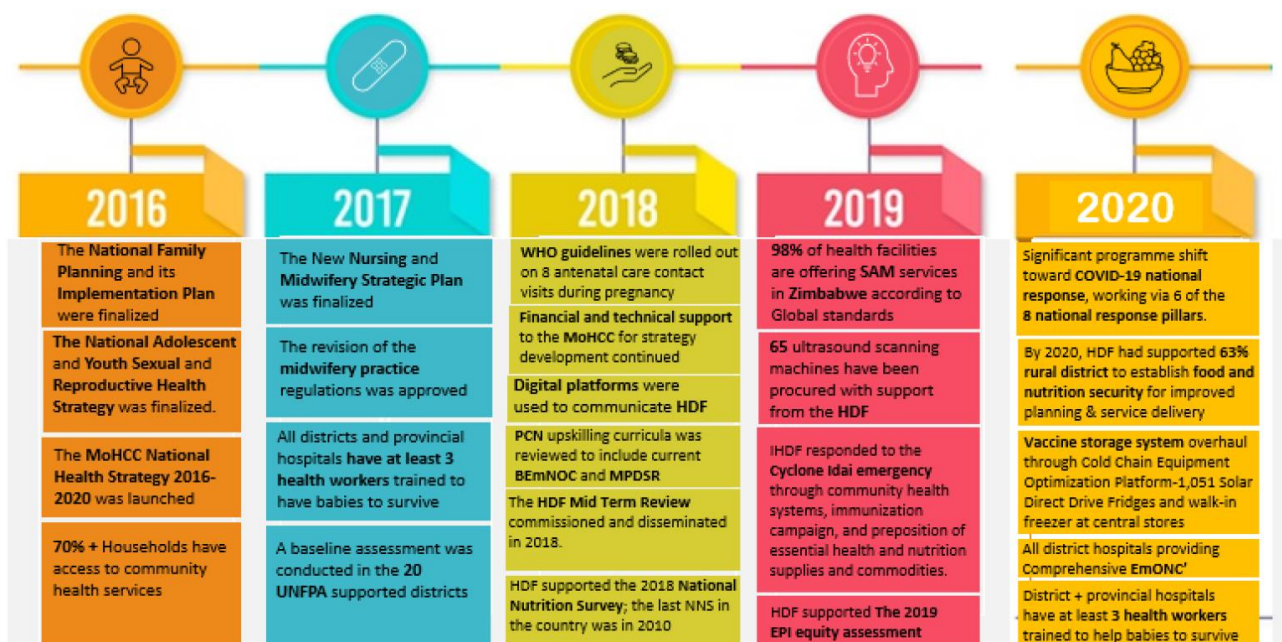 2016
The National Family
Planning and its
Implementation Plan
were finalized
The National Adolescent
and Youth Sexual and
Reproductive Health
Strategy was finalized.
The MoHCC National
Health Strategy 2016-
2020 was launched
70% + Households have
access to community
health services
2017
The New Nursing and
Midwifery Strategic Plan
was finalized
The revision of the
midwifery practice
regulations was approved
All districts and provincial
hospitals have at least 3
health workers trained to
have babies to survive
A baseline assessment was
conducted in the 20
UNFPA supported districts
2018
WHO guidelines were rolled out
on 8 antenatal care contact
visits during pregnancy
Financial and technical support
to the MoHCC for strategy
development continued
Digital platforms were
used to communicate HDF
PCN upskilling curricula was
reviewed to include current
BEmNOC and MPDSR
The HDF Mid Term Review
commissioned and disseminated
in 2018.
HDF supported the 2018 National
Nutrition Survey; the last NNS in
the country was in 2010
2019
98% of health facilities
are offering SAM services
in Zimbabwe according to
Global standards
65 ultrasound scanning
machines have been
procured with support
from the HDF
IHDF responded to the
Cyclone Idai emergency
through community health
systems, immunization
campaign, and preposition of
essential health and nutrition
supplies and commodities.
HDF supported The 2019
EPI equity assessment
2020
Significant programme shift
toward COVID-19 national
response, working via 6 of the
8 national response pillars.
By 2020, HDF had supported 63%
rural district to establish food and
nutrition security for improved
planning & service delivery
Vaccine storage system overhaul
through Cold Chain Equipment
Optimization Platform-1,051 Solar
Direct Drive Fridges and walk-in
freezer at central stores
All district hospitals providing
Comprehensive EmONC’
District + provincial hospitals
have at least 3 health workers
trained to help babies to survive